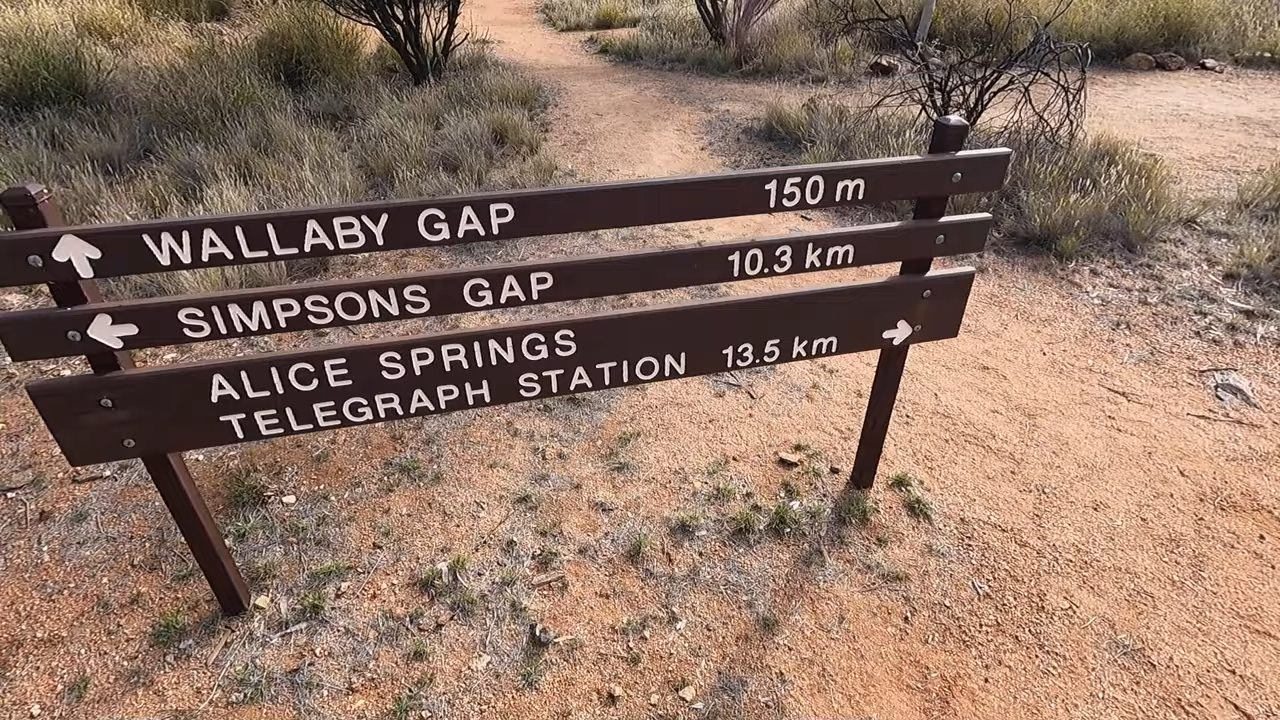 WALLABY GAP 150 m
SIMPSONS GAP 10.3 km
ALICE SPRINGS
TELEGRAPH STATION 13.5 km